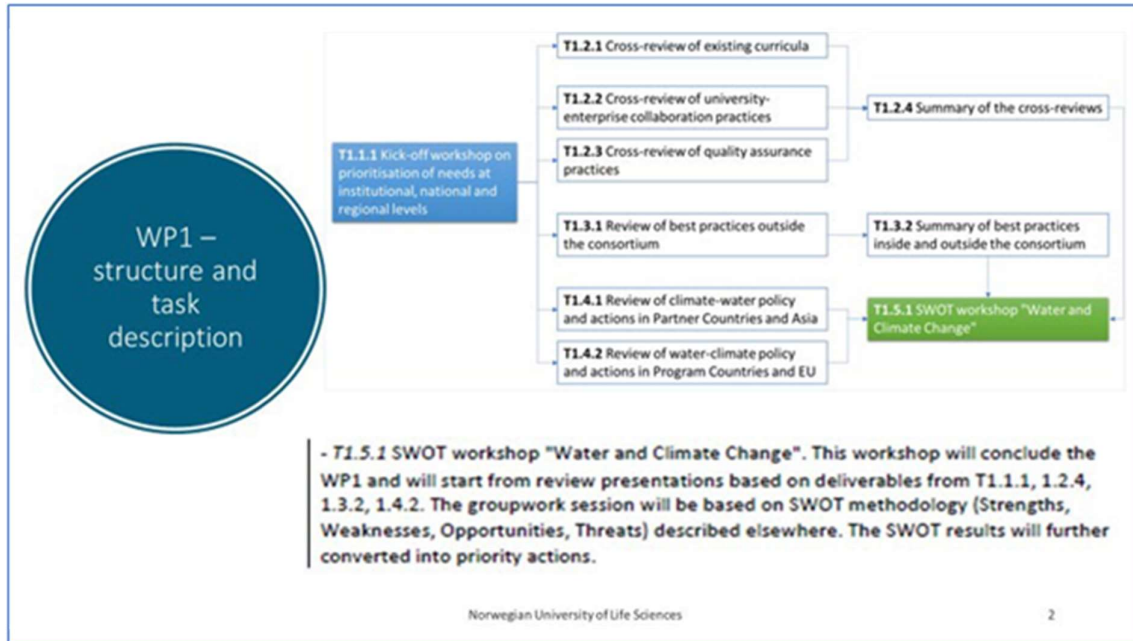 WP1 –
structure and
task
description
T1.1.1 Kick-off workshop on
prioritisation of needs at
institutional, national and
regional levels
T1.2.1 Cross-review of existing curricula
T1.2.2 Cross-review of university-
enterprise collaboration practices
T1.2.3 Cross-review of quality assurance
practices
T1.2.4 Summary of the cross-reviews
T1.3.1 Review of best practices outside
the consortium
T1.3.2 Summary of best practices
inside and outside the consortium
T1.4.1 Review of climate-water policy
and actions in Partner Countries and Asia
T1.4.2 Review of water-climate policy
and actions in Program Countries and EU
T1.5.1 SWOT workshop "Water and
Climate Change"
- T1.5.1 SWOT workshop "Water and Climate Change". This workshop will conclude the
WP1 and will start from review presentations based on deliverables from T1.1.1, 1.2.4,
1.3.2, 1.4.2. The groupwork session will be based on SWOT methodology (Strengths,
Weaknesses, Opportunities, Threats) described elsewhere. The SWOT results will further
converted into priority actions.
Norwegian University of Life Sciences
2